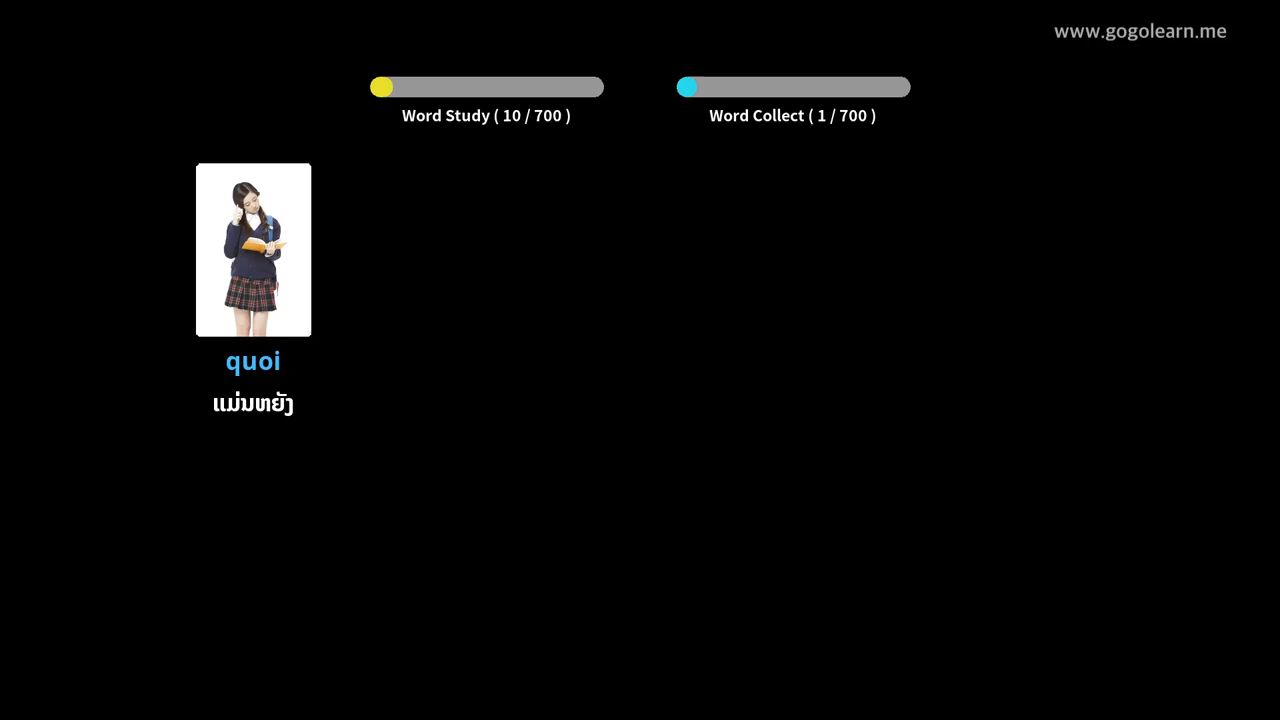 www.gogolearn.me
Word Study ( 10 / 700 )
Word Collect ( 1 / 700 )
quoi
ແມ່ນຫຍັງ